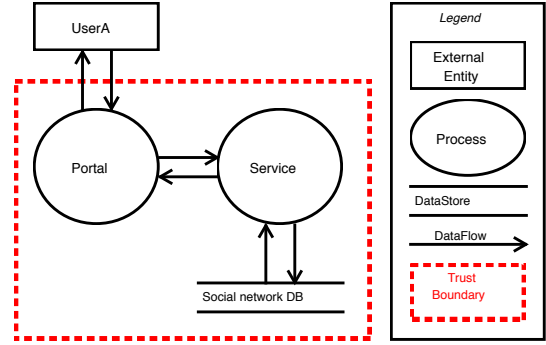 UserA
Portal
Service
Social network DB
Legend
External
Entity
Process
DataStore
DataFlow
Trust
Boundary